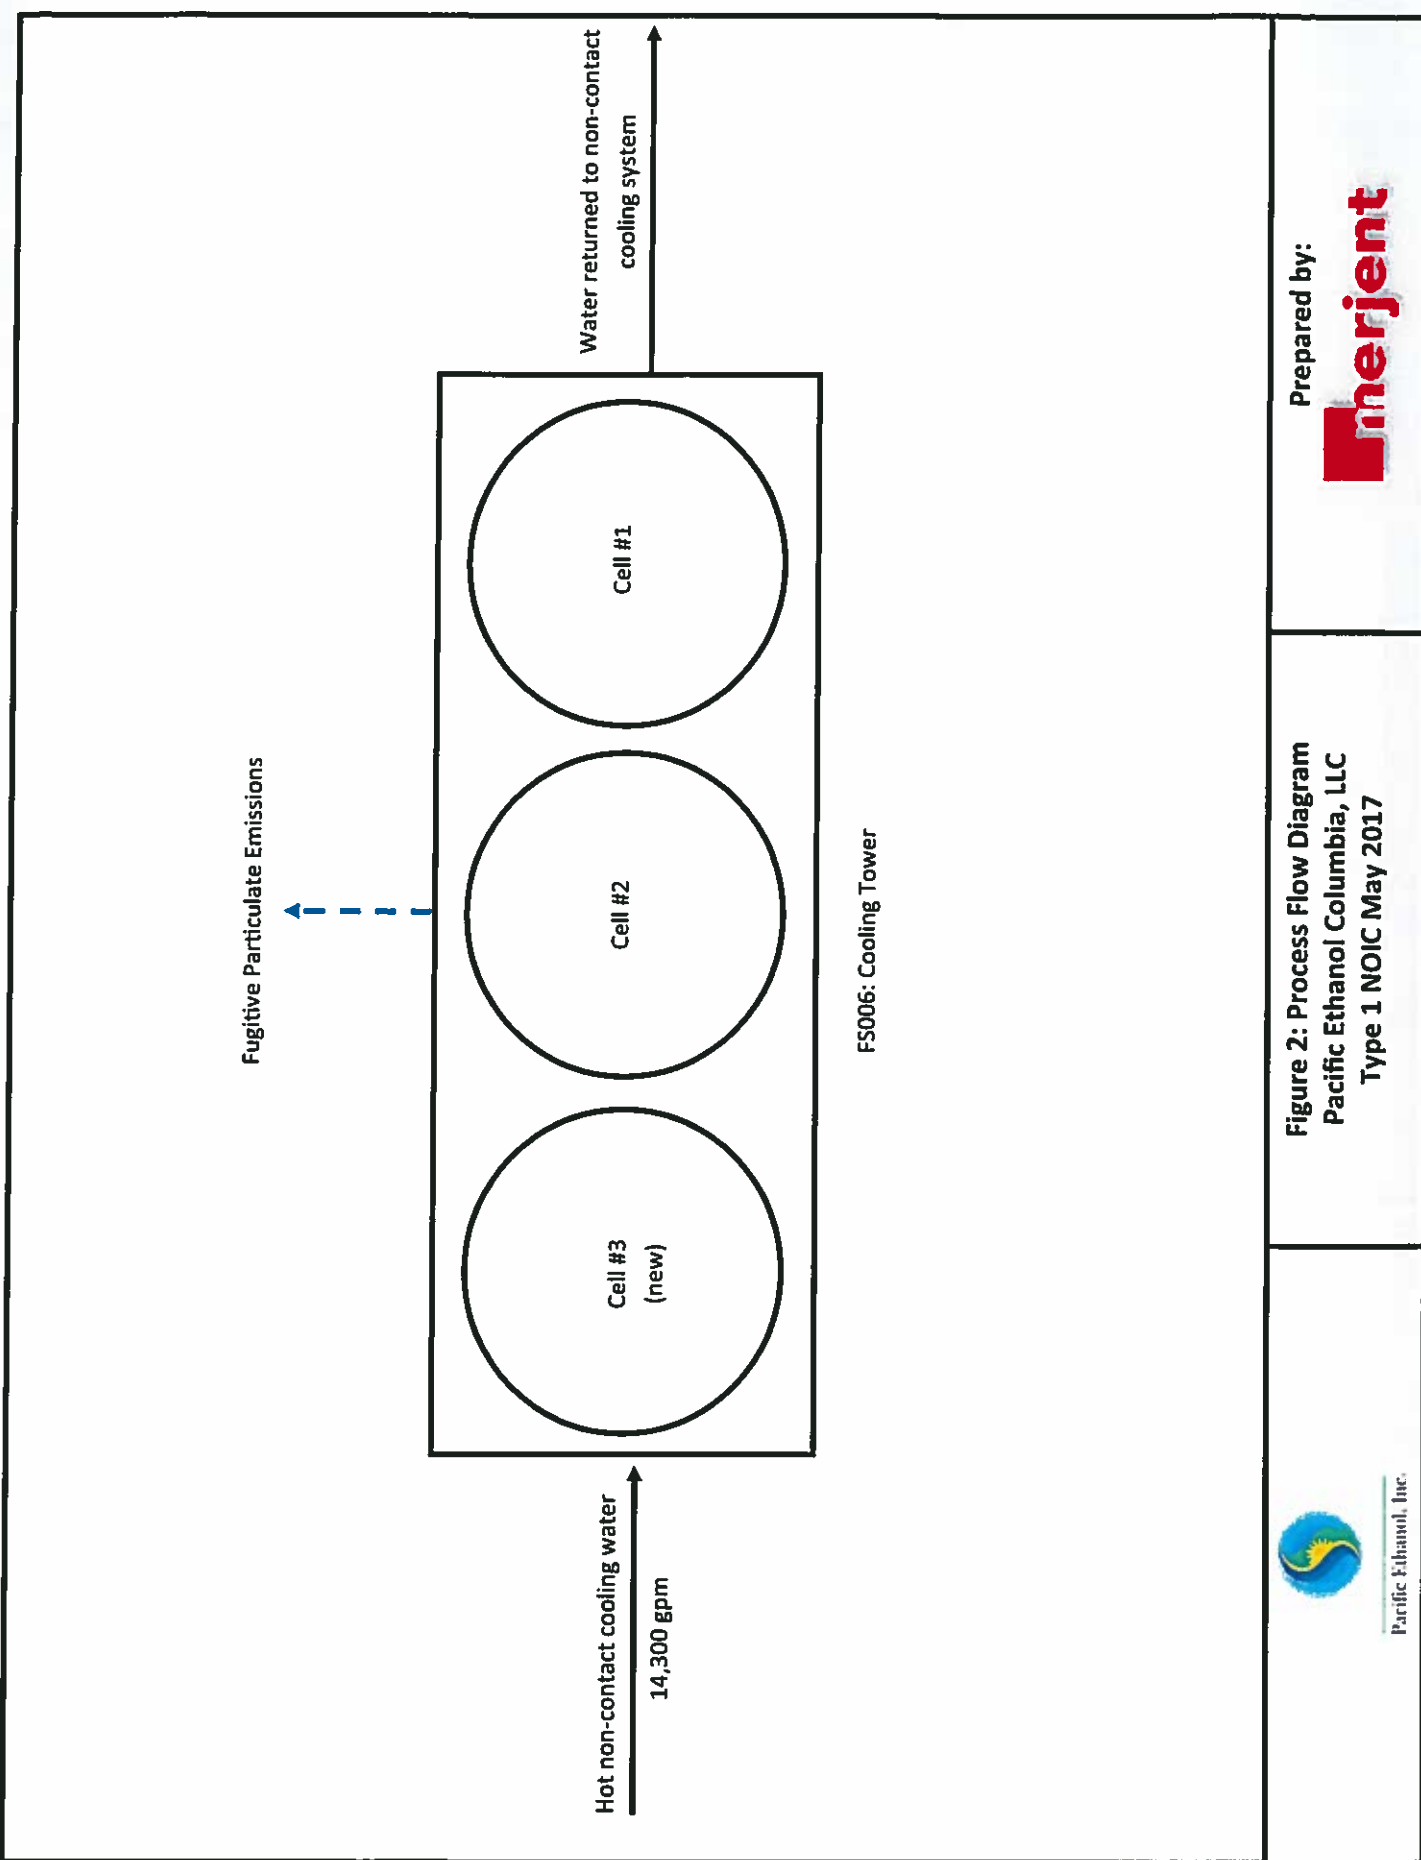 Fugitive Particulate Emissions
Hot non-contact cooling water
14,300 gpm
Cell #3
(new)
Cell #2
Cell #1
Water returned to non-contact
cooling system
FS006: Cooling Tower
Pacific Ethanol, Inc.
Figure 2: Process Flow Diagram
Pacific Ethanol Columbia, LLC
Type 1 NOIC May 2017
Prepared by:
merjent